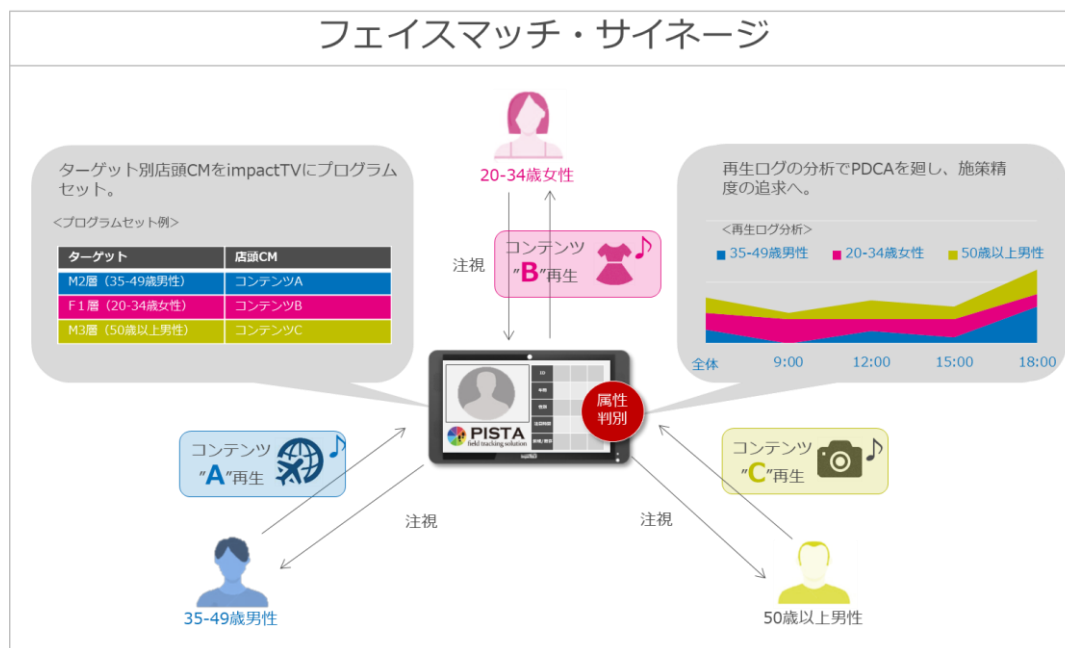 フェイスマッチ・サイネージ
ターゲット別店頭CMをimpactTVにプログラム
セット。
<プログラムセット例>
ターゲット 店頭CM
M2層（35-49歳男性） コンテンツA
F１層（20-34歳女性） コンテンツB
M3層（50歳以上男性） コンテンツC
20-34歳女性
注視
コンテンツ
”B”再生
再生ログの分析でPDCAを廻し、施策精
度の追求へ。
<再生ログ分析>
35-49歳男性 20-34歳女性 50歳以上男性
全体 9:00 12:00 15:00 18:00
ID
年齢
性別
属性
判別
PISTA
field tracking solution
コンテンツ
”A”再生
注視
35-49歳男性
コンテンツ
”C”再生
注視
50歳以上男性